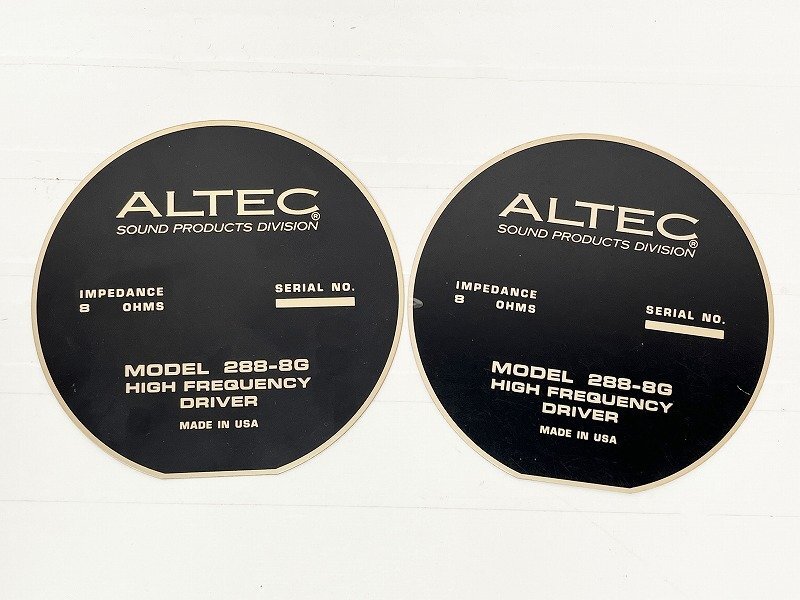 ALTEC®
SOUND PRODUCTS DIVISION
IMPEDANCE
8 OHMS
SERIAL NO.
MODEL 288-8G
HIGH FREQUENCY
DRIVER
MADE IN USA
ALTEC®
SOUND PRODUCTS DIVISION
IMPEDANCE
8 OHMS
SERIAL NO.
MODEL 288-8G
HIGH FREQUENCY
DRIVER
MADE IN USA